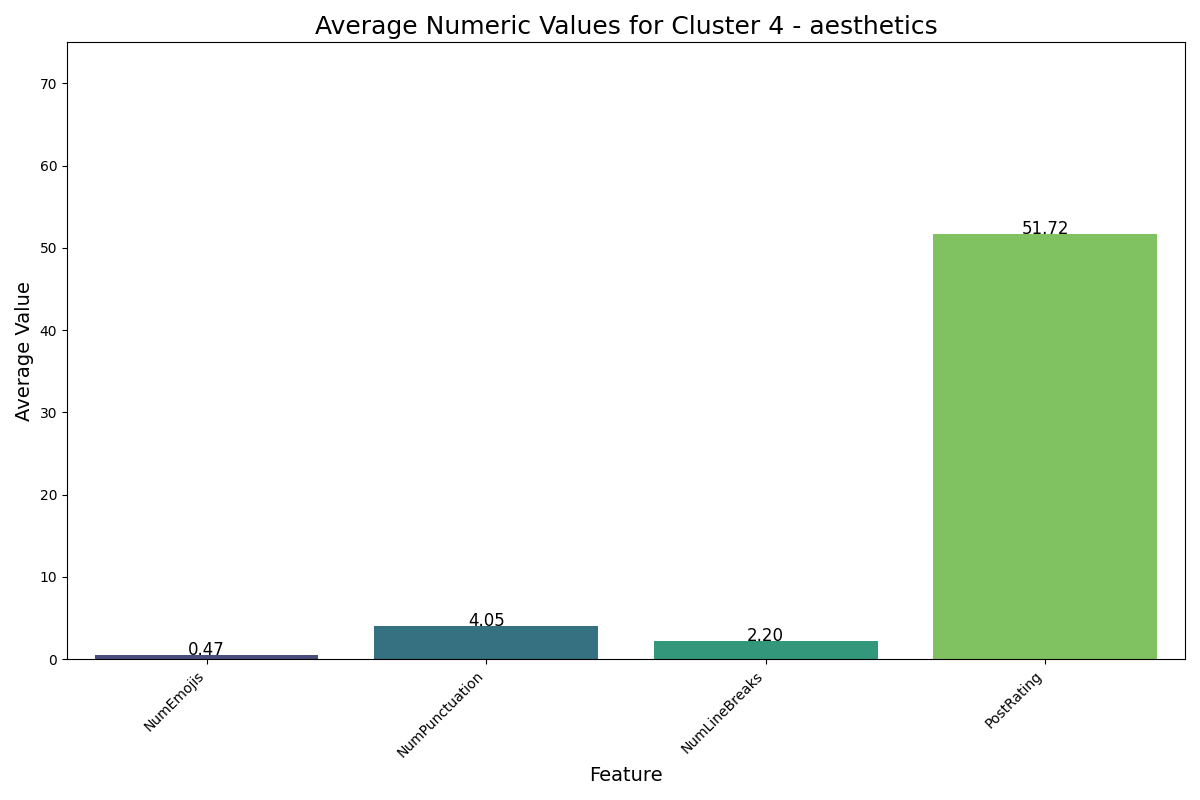 Average Numeric Values for Cluster 4 - aesthetics
Average Value
70
60
50
40
30
20
10
0
0.47
4.05
2.20
51.72
NumEmojis
NumPunctuation
NumLineBreaks
PostRating
Feature